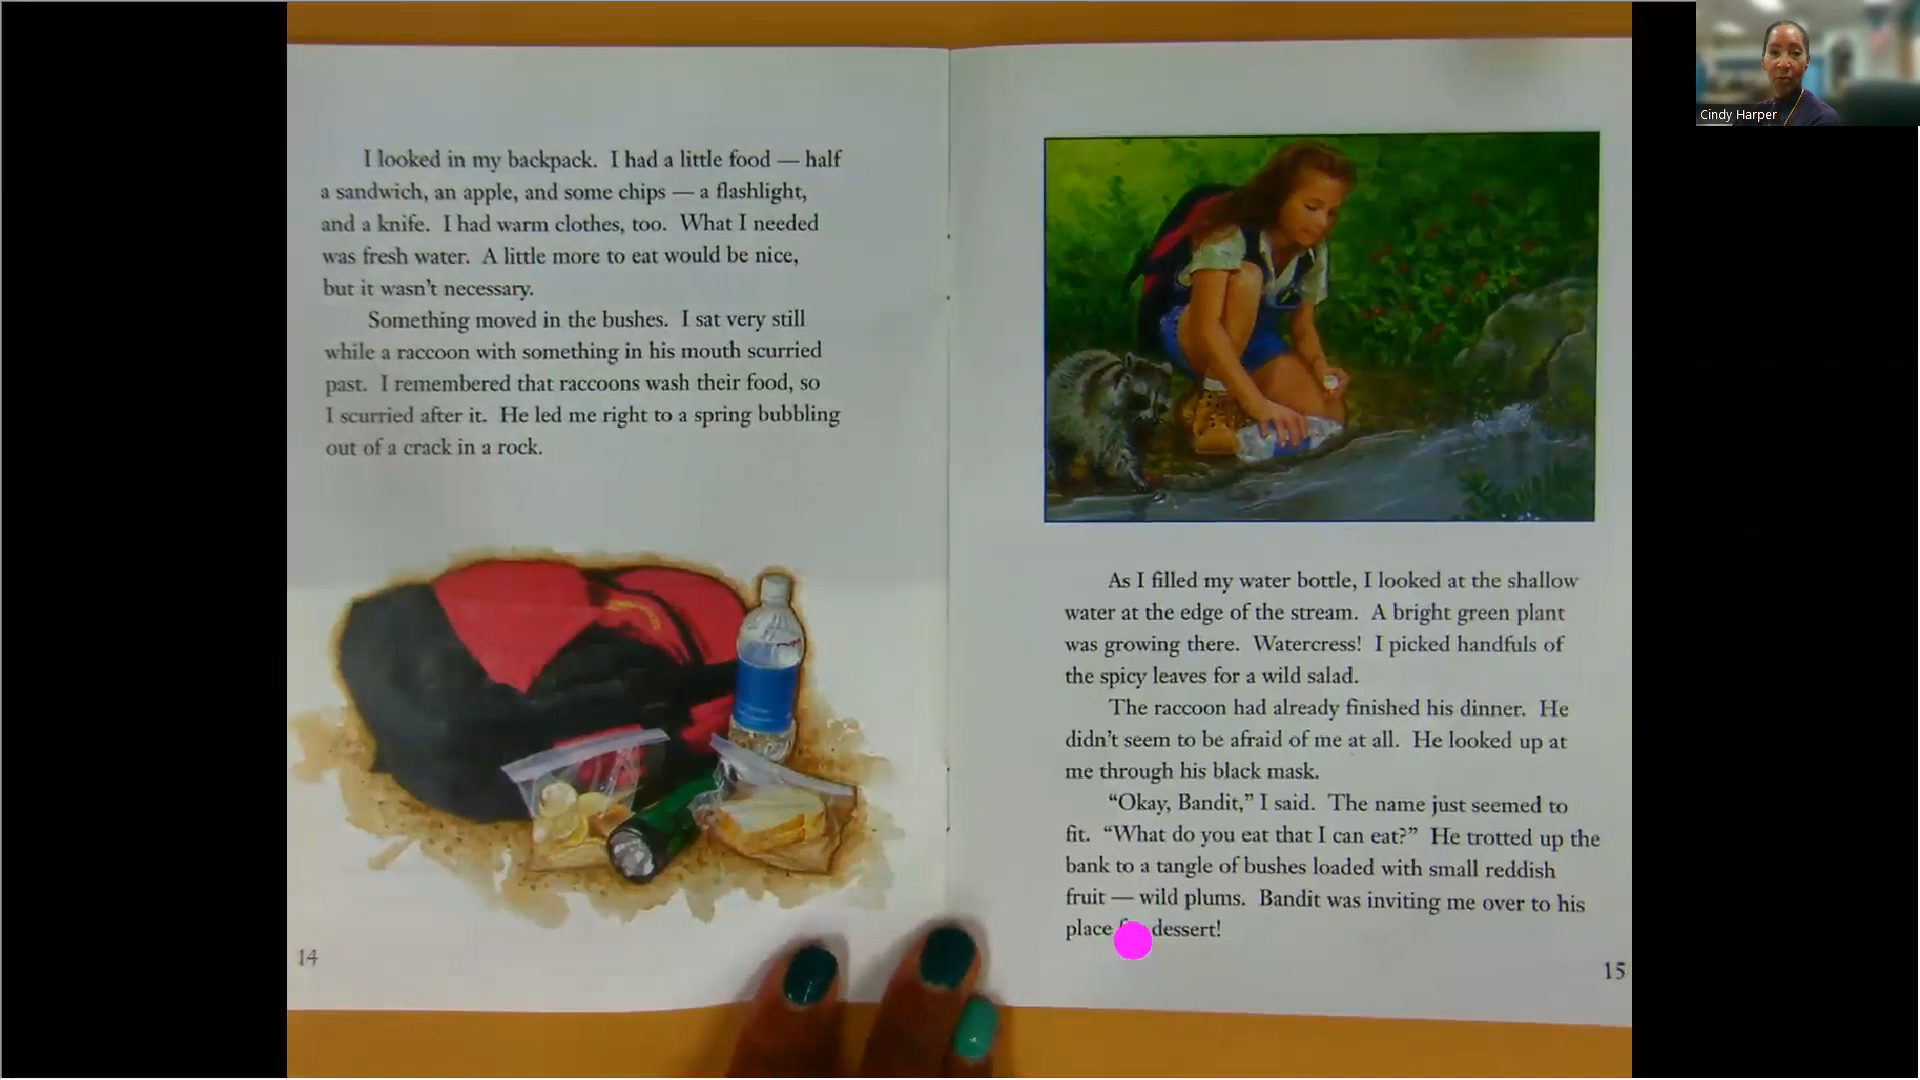 I looked in my backpack. I had a little food — half
a sandwich, an apple, and some chips — a flashlight,
and a knife. I had warm clothes, too. What I needed
was fresh water. A little more to eat would be nice,
but it wasn't necessary.
Something moved in the bushes. I sat very still
while a raccoon with something in his mouth scurried
past. I remembered that raccoons wash their food, so
I scurried after it. He led me right to a spring bubbling
out of a crack in a rock.
14
As I filled my water bottle, I looked at the shallow
water at the edge of the stream. A bright green plant
was growing there. Watercress! I picked handfuls of
the spicy leaves for a wild salad.
The raccoon had already finished his dinner. He
didn't seem to be afraid of me at all. He looked up at
me through his black mask.
“Okay, Bandit,” I said. The name just seemed to
fit. “What do you eat that I can eat?” He trotted up the
bank to a tangle of bushes loaded with small reddish
fruit — wild plums. Bandit was inviting me over to his
place dessert!
15
Cindy Harper